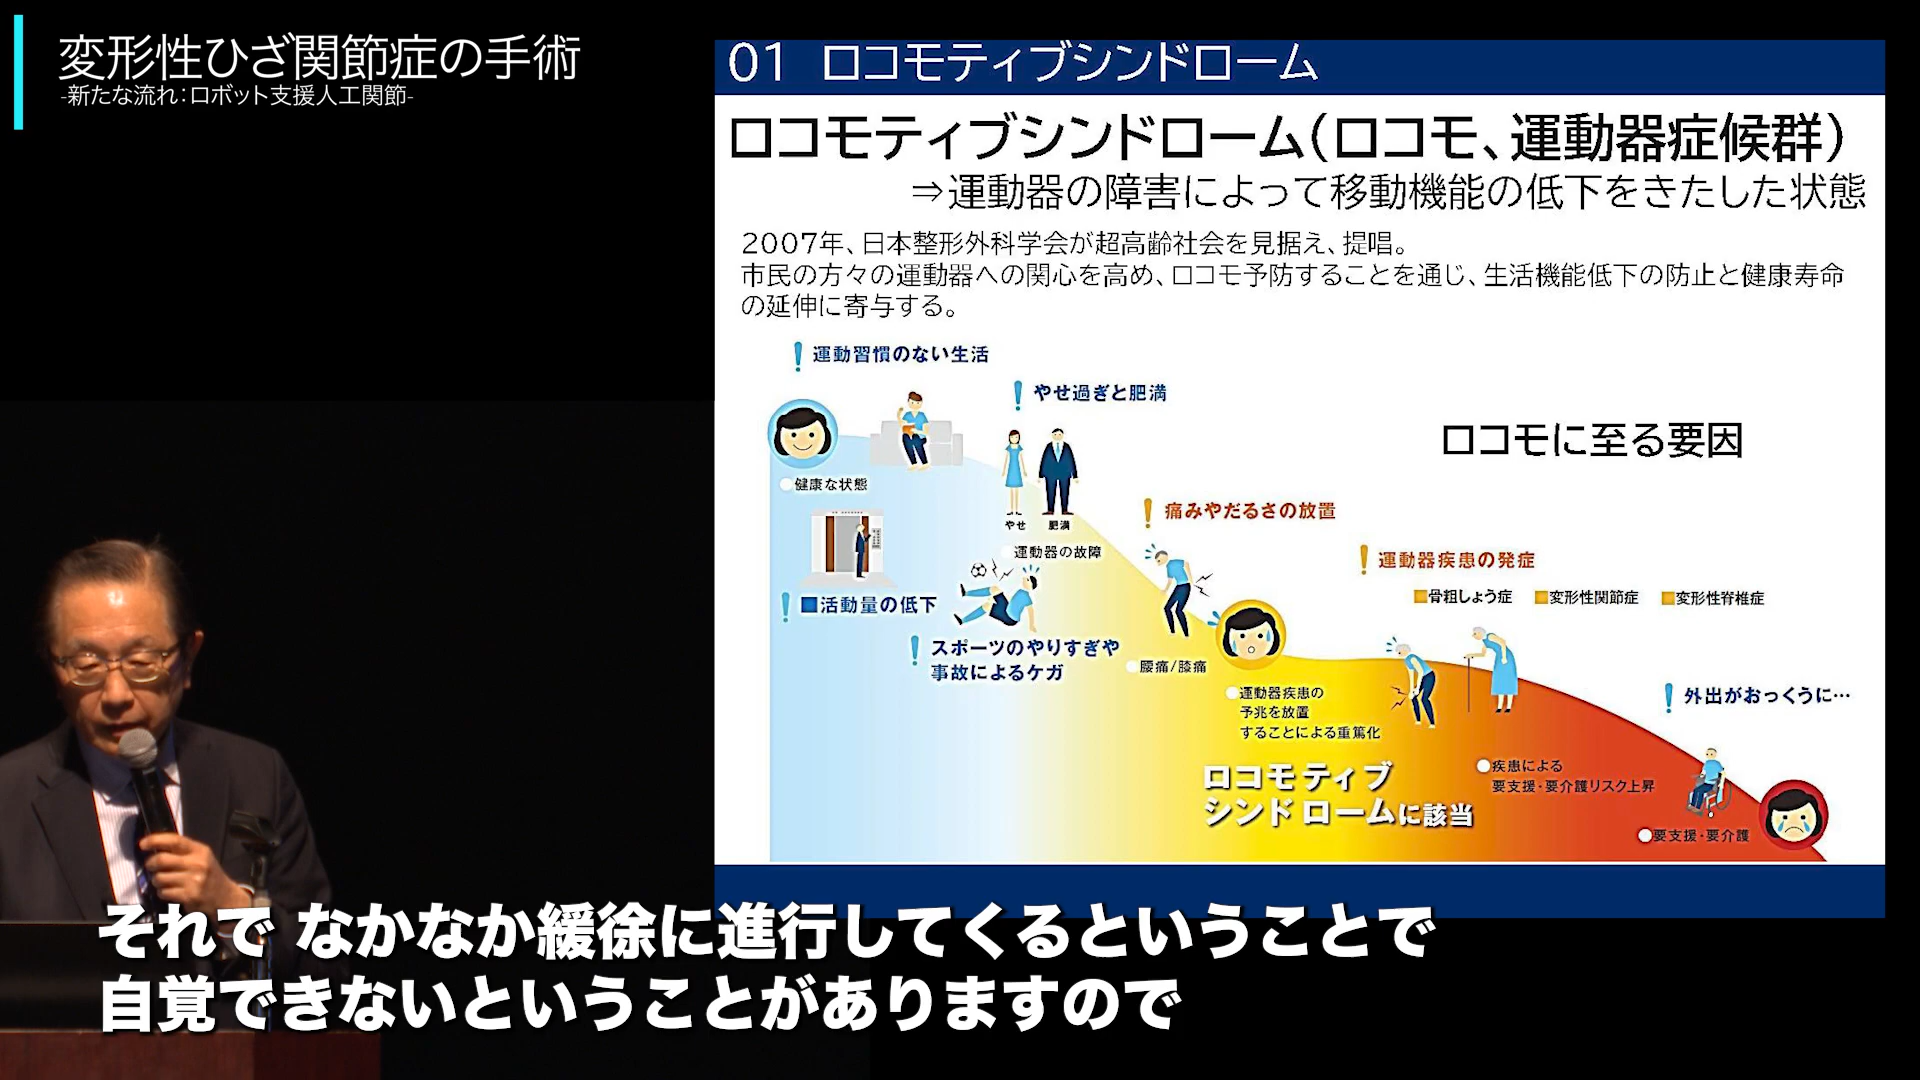 変形性ひざ関節症の手術
-新たな流れ：ロボット支援人工関節-
01 ロコモティブシンドローム
ロコモティブシンドローム（ロコモ、運動器症候群）
⇒運動器の障害によって移動機能の低下をきたした状態
2007年、日本整形外科学会が超高齢社会を見据え、提唱。
市民の方々の運動器への関心を高め、ロコモ予防することを通じ、生活機能低下の防止と健康寿命
の延伸に寄与する。
! 運動習慣のない生活
! やせ過ぎと肥満
ロコモに至る要因
健康な状態
やせ 肥満
! 痛みやだるさの放置
運動器の故障
! 運動器疾患の発症
■骨粗しょう症 ■変形性関節症 ■変形性脊椎症
! ■活動量の低下
! スポーツのやりすぎや
事故によるケガ
腰痛/膝痛
運動器疾患の
予兆を放置
することによる重篤化
! 外出がおっくうに…
ロコモティブ
シンドロームに該当
疾患による
要支援・要介護リスク上昇
要支援・要介護
それで なかなか緩徐に進行してくるということで
自覚できないということがありますので